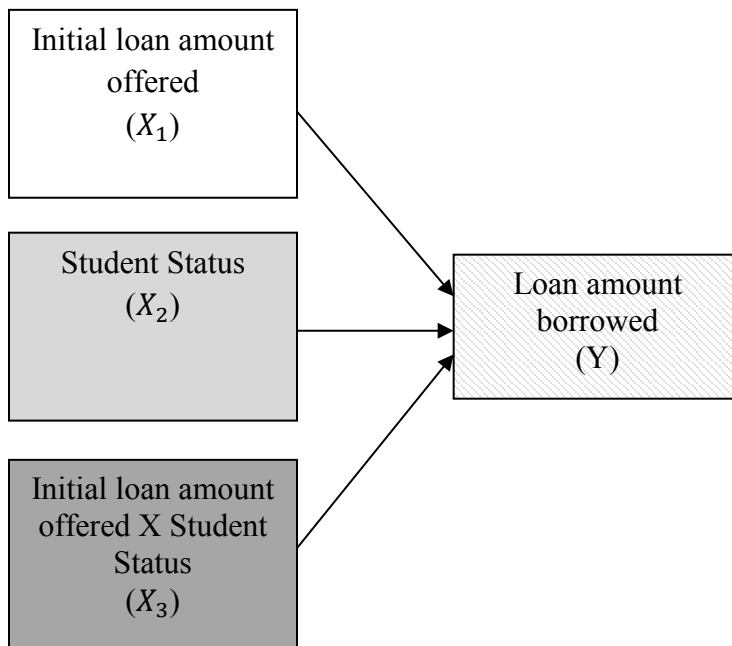 Initial loan amount
offered
(X₁)
Student Status
(X₂)
Loan amount
borrowed
(Y)
Initial loan amount
offered X Student
Status
(X₃)